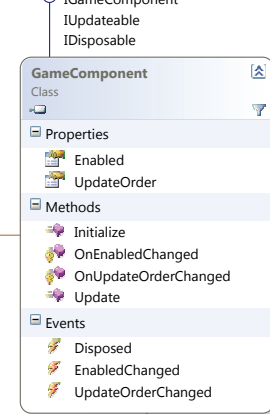 IGameComponent
IUpdateable
IDisposable
GameComponent
Class
Properties
Enabled
UpdateOrder
Methods
Initialize
OnEnabledChanged
OnUpdateOrderChanged
Update
Events
Disposed
EnabledChanged
UpdateOrderChanged